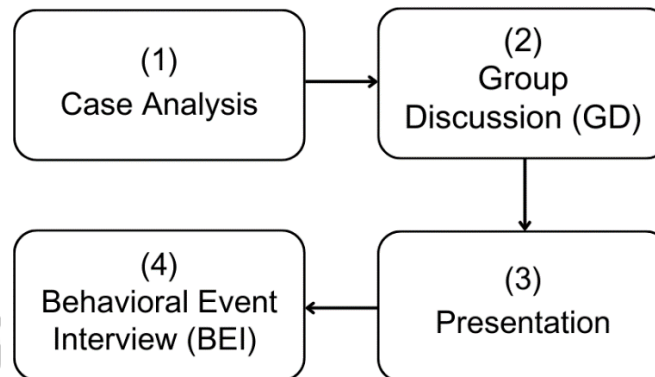 (1)
Case Analysis
(2)
Group
Discussion (GD)
(3)
Presentation
(4)
Behavioral Event
Interview (BEI)